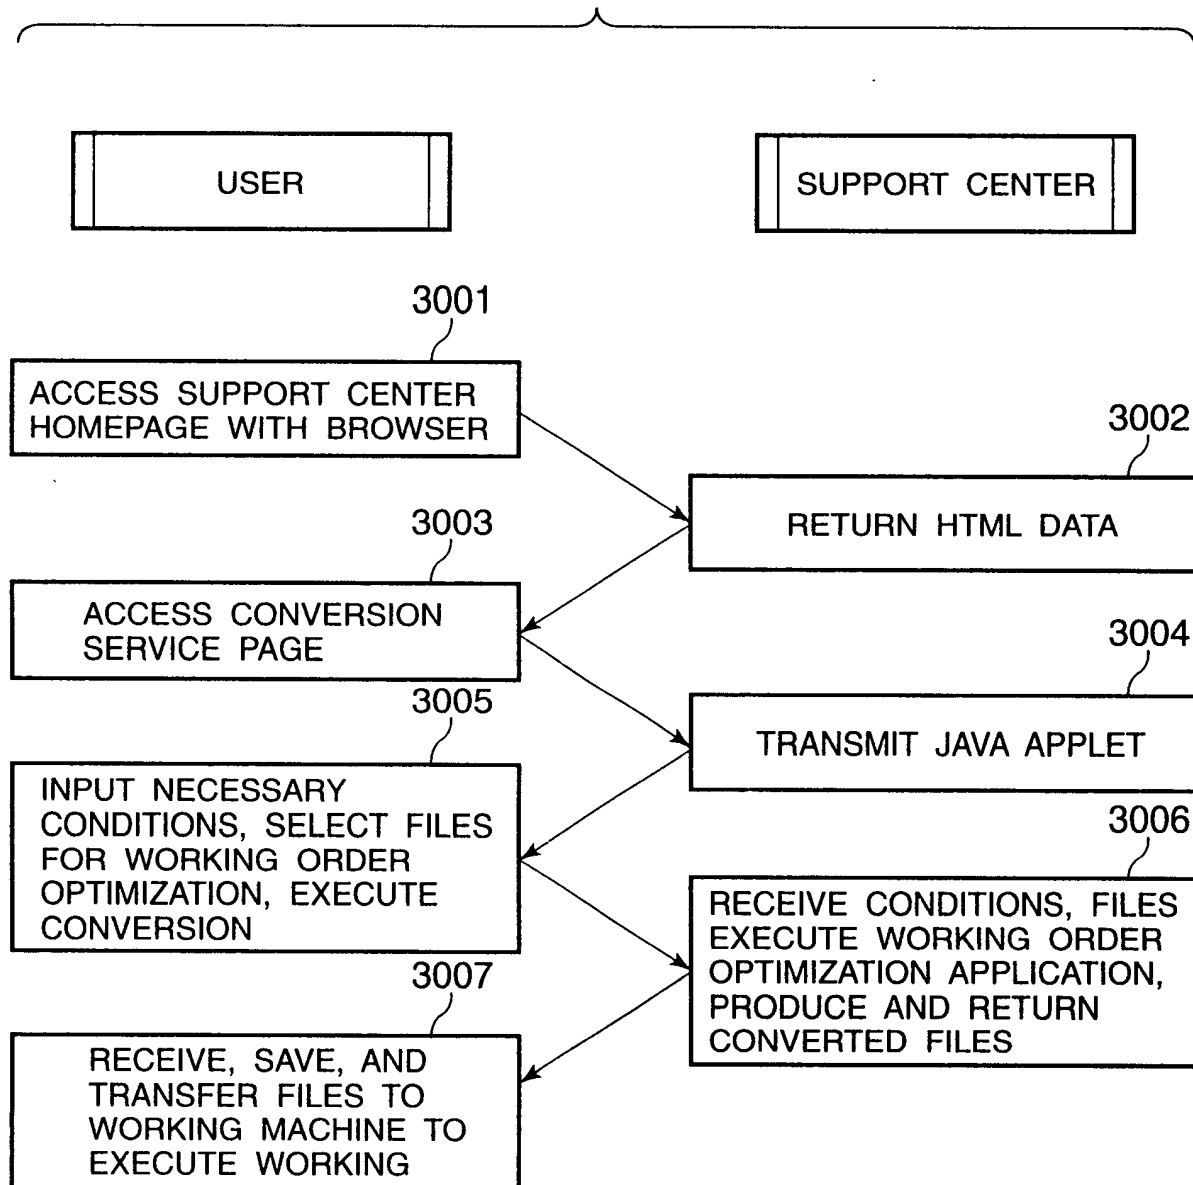 USER
SUPPORT CENTER
3001
ACCESS SUPPORT CENTER
HOMEPAGE WITH BROWSER
3002
RETURN HTML DATA
3003
ACCESS CONVERSION
SERVICE PAGE
3004
TRANSMIT JAVA APPLET
3005
INPUT NECESSARY
CONDITIONS, SELECT FILES
FOR WORKING ORDER
OPTIMIZATION, EXECUTE
CONVERSION
3006
RECEIVE CONDITIONS, FILES
EXECUTE WORKING ORDER
OPTIMIZATION APPLICATION,
PRODUCE AND RETURN
CONVERTED FILES
3007
RECEIVE, SAVE, AND
TRANSFER FILES TO
WORKING MACHINE TO
EXECUTE WORKING